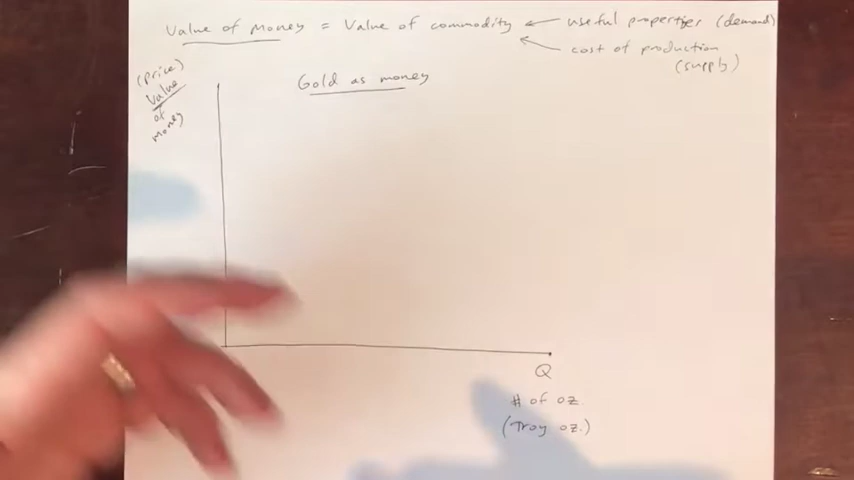 Value of money = Value of commodity ← useful properties (demand)
← cost of production
(supply)
(price)
Value
of
money
Gold as money
Q
# of oz.
(Troy oz.)